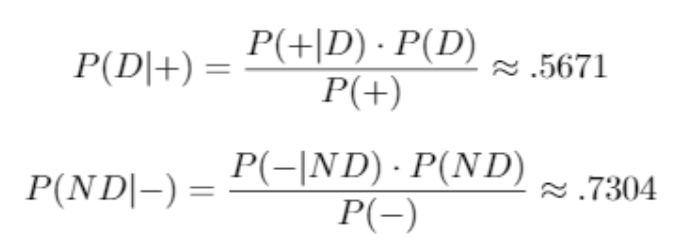 P(D|+) = P(+|D) · P(D) / P(+) ≈ .5671
P(ND|−) = P(−|ND) · P(ND) / P(−) ≈ .7304